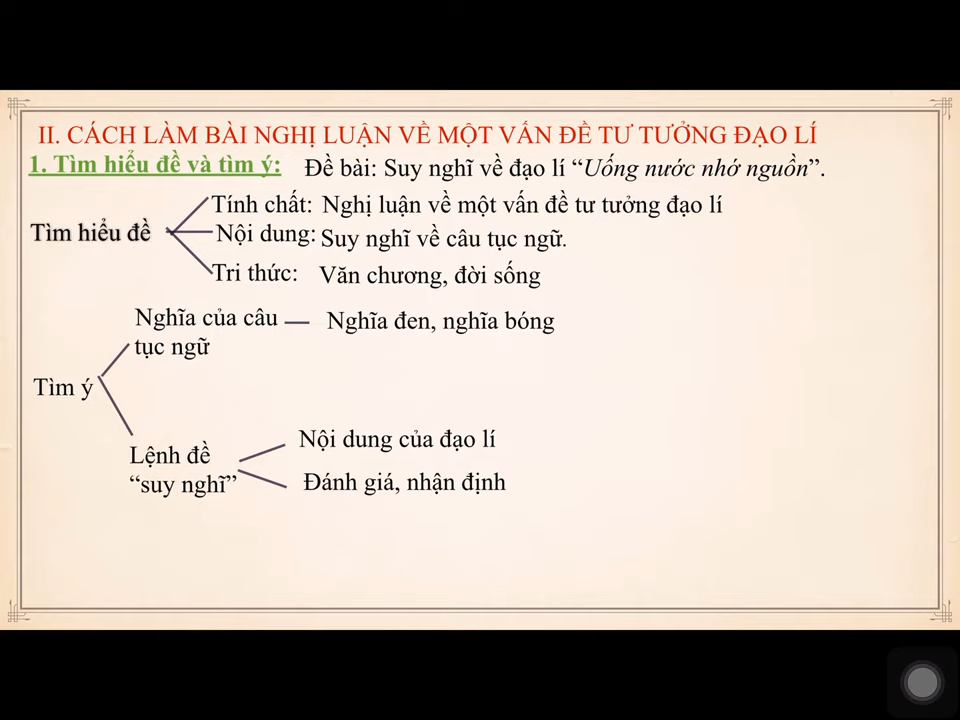 II. CÁCH LÀM BÀI NGHỊ LUẬN VỀ MỘT VẤN ĐỀ TƯ TƯỞNG ĐẠO LÍ
1. Tìm hiểu đề và tìm ý: Đề bài: Suy nghĩ về đạo lí “Uống nước nhớ nguồn”.
Tính chất: Nghị luận về một vấn đề tư tưởng đạo lí
Tìm hiểu đề Nội dung: Suy nghĩ về câu tục ngữ.
Tri thức: Văn chương, đời sống
Nghĩa của câu Nghĩa đen, nghĩa bóng
tục ngữ
Tìm ý
Nội dung của đạo lí
Lệnh đề
“suy nghĩ” Đánh giá, nhận định